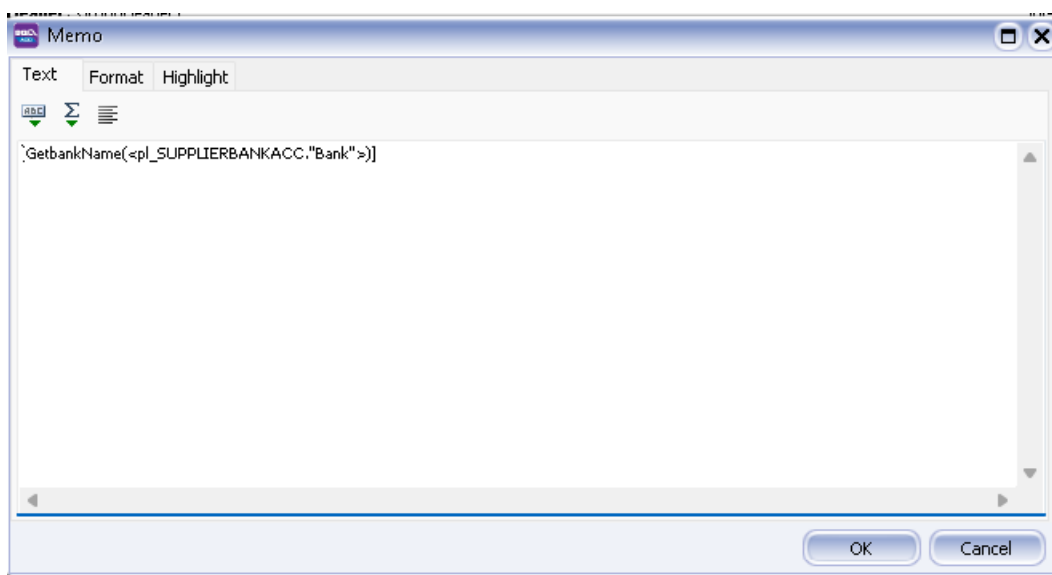 Memo
Text Format Highlight
[GetbankName(<pl_SUPPLIERBANKACC."Bank">)]
OK Cancel